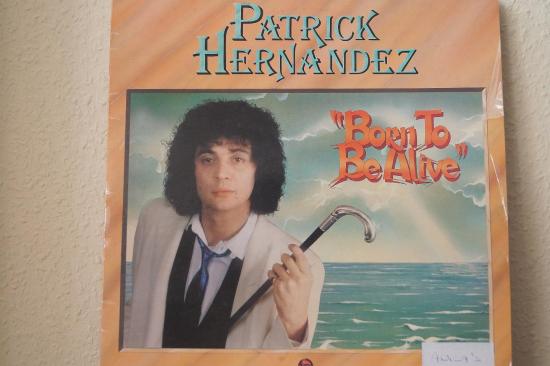 PATRICK
HERNANDEZ
"Born To
Be Alive"